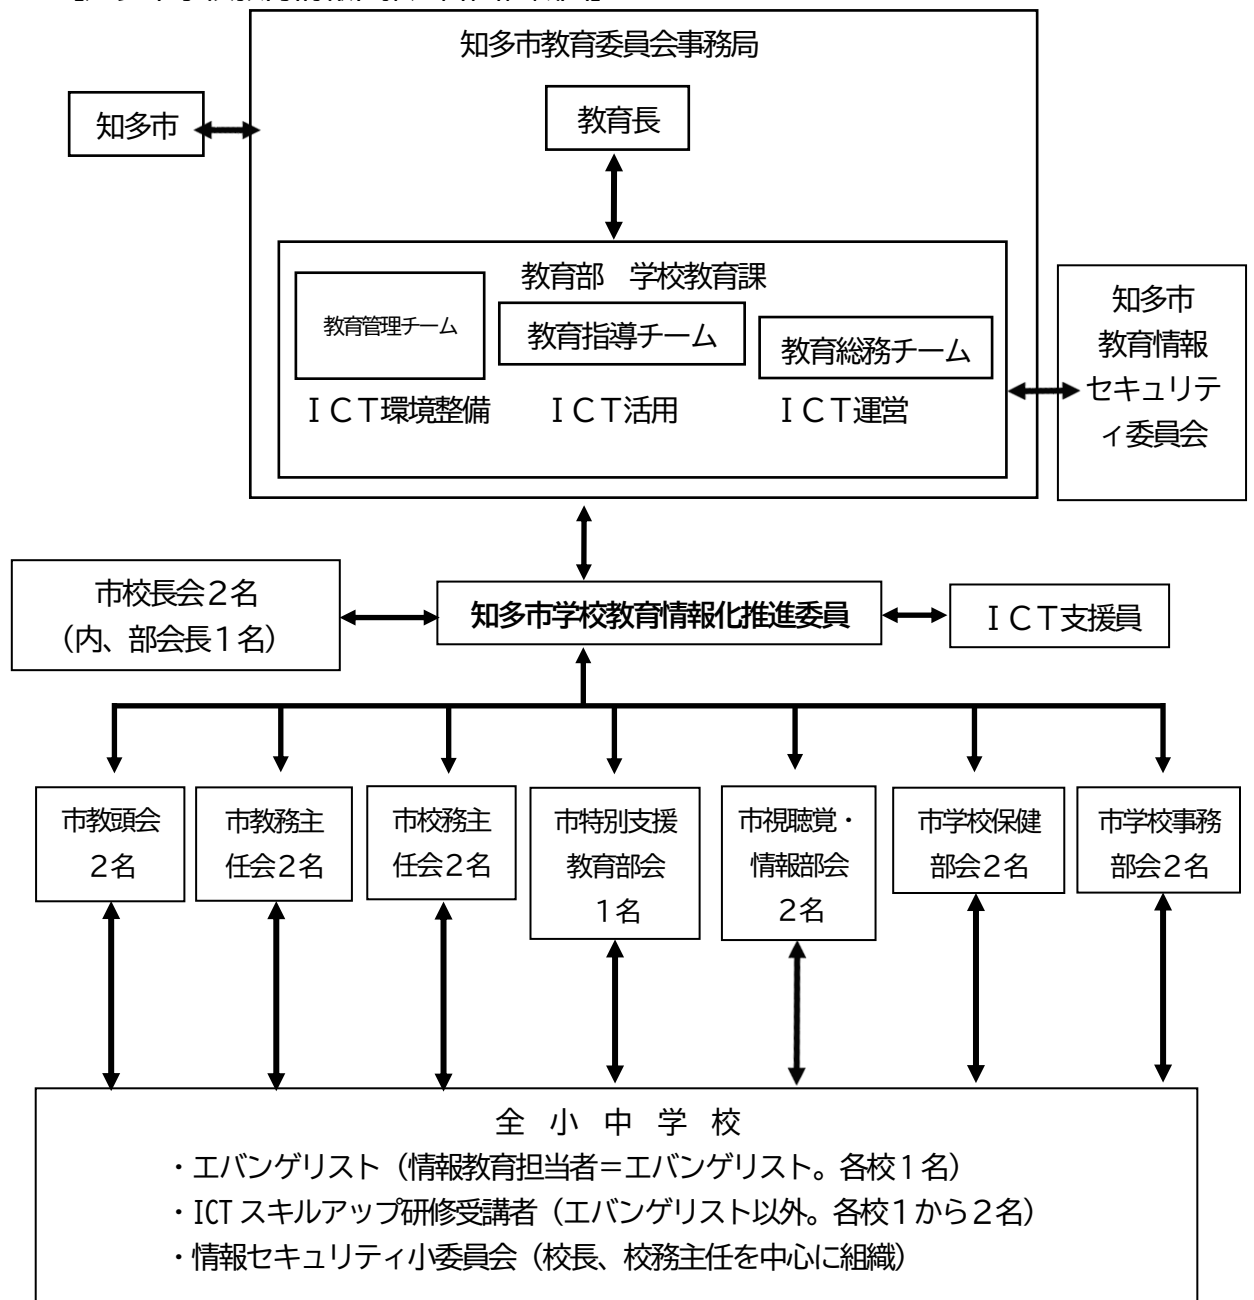 知多市教育委員会事務局
知多市
教育長
教育部　学校教育課
教育管理チーム
教育指導チーム
教育総務チーム
ＩＣＴ環境整備
ＩＣＴ活用
ＩＣＴ運営
知多市
教育情報
セキュリテ
ィ委員会
市校長会２名
（内、部会長１名）
知多市学校教育情報化推進委員
ＩＣＴ支援員
市教頭会
２名
市教務主
任会２名
市校務主
任会２名
市特別支援
教育部会
１名
市視聴覚・
情報部会
２名
市学校保健
部会２名
市学校事務
部会２名
全　小　中　学　校
・エバンゲリスト（情報教育担当者＝エバンゲリスト。各校１名）
・ICTスキルアップ研修受講者（エバンゲリスト以外。各校１から２名）
・情報セキュリティ小委員会（校長、校務主任を中心に組織）